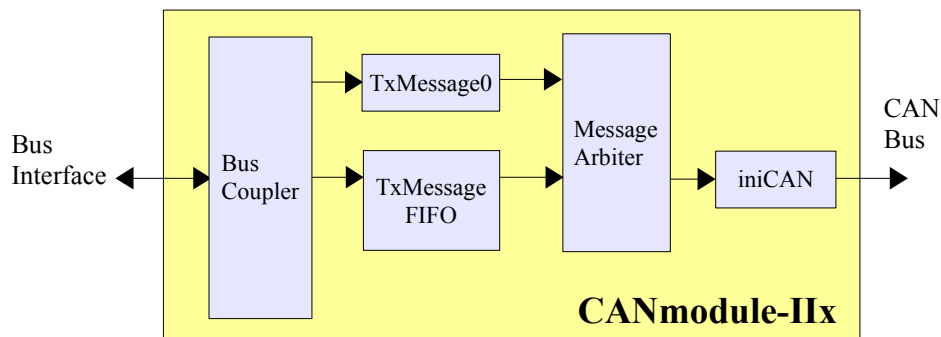 Bus
Interface
Bus
Coupler
TxMessage0
TxMessage
FIFO
Message
Arbiter
iniCAN
CAN
Bus
CANmodule-IIx